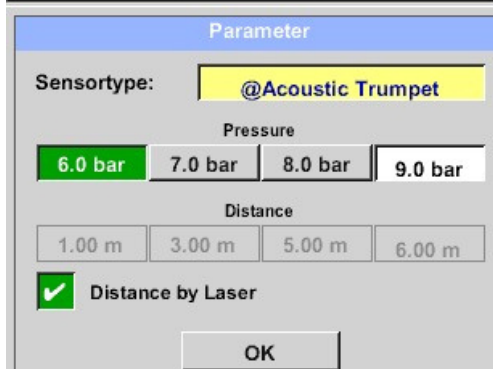 Parameter
Sensortype: @Acoustic Trumpet
Pressure
6.0 bar 7.0 bar 8.0 bar 9.0 bar
Distance
1.00 m 3.00 m 5.00 m 6.00 m
Distance by Laser
OK